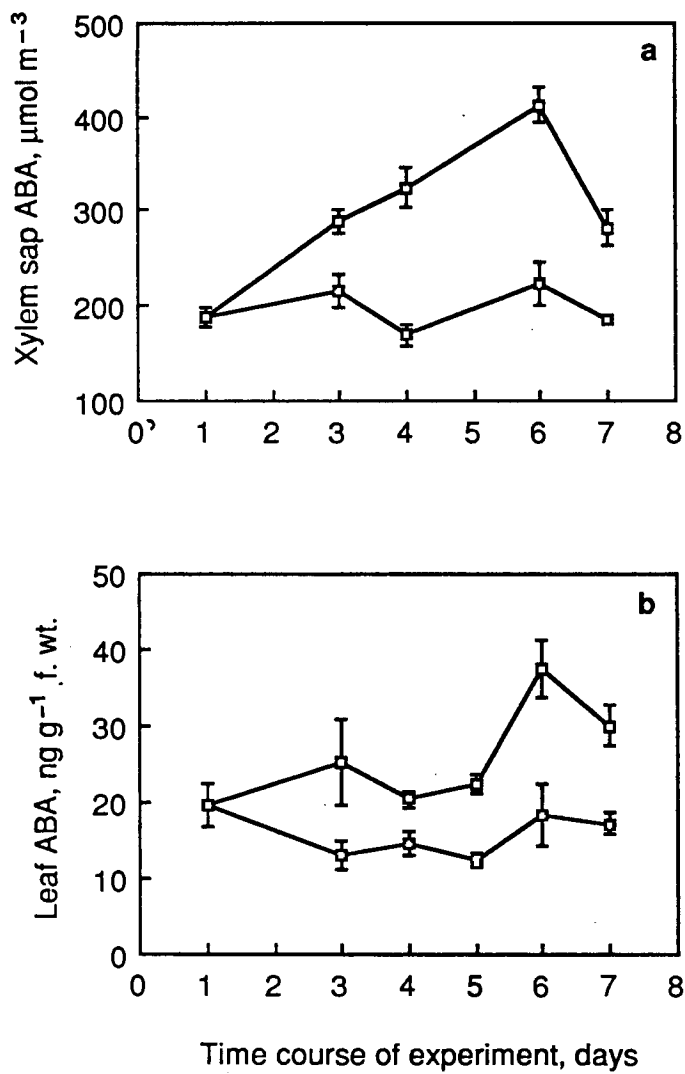 Xylem sap ABA, μmol m⁻³
500
400
300
200
100
a
0 1 2 3 4 5 6 7 8
Leaf ABA, ng g⁻¹ f. wt.
50
40
30
20
10
0
b
0 1 2 3 4 5 6 7 8
Time course of experiment, days